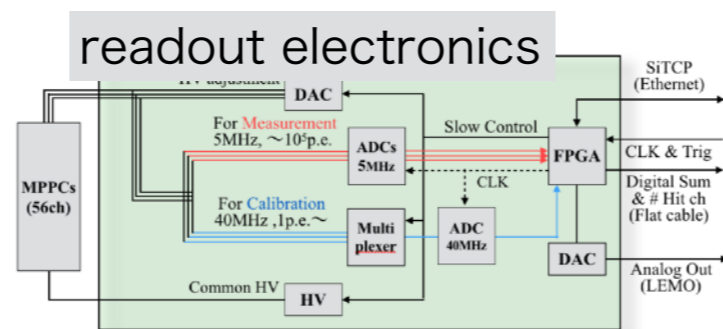 readout electronics
HV adjustment
DAC
SiTCP
(Ethernet)
For Measurement
5MHz, ～10⁵p.e.
ADCs
5MHz
Slow Control
FPGA
CLK & Trig
MPPCs
(56ch)
CLK
Digital Sum
& # Hit ch
(Flat cable)
For Calibration
40MHz ,1p.e.～
Multi
plexer
ADC
40MHz
DAC
Analog Out
(LEMO)
Common HV
HV